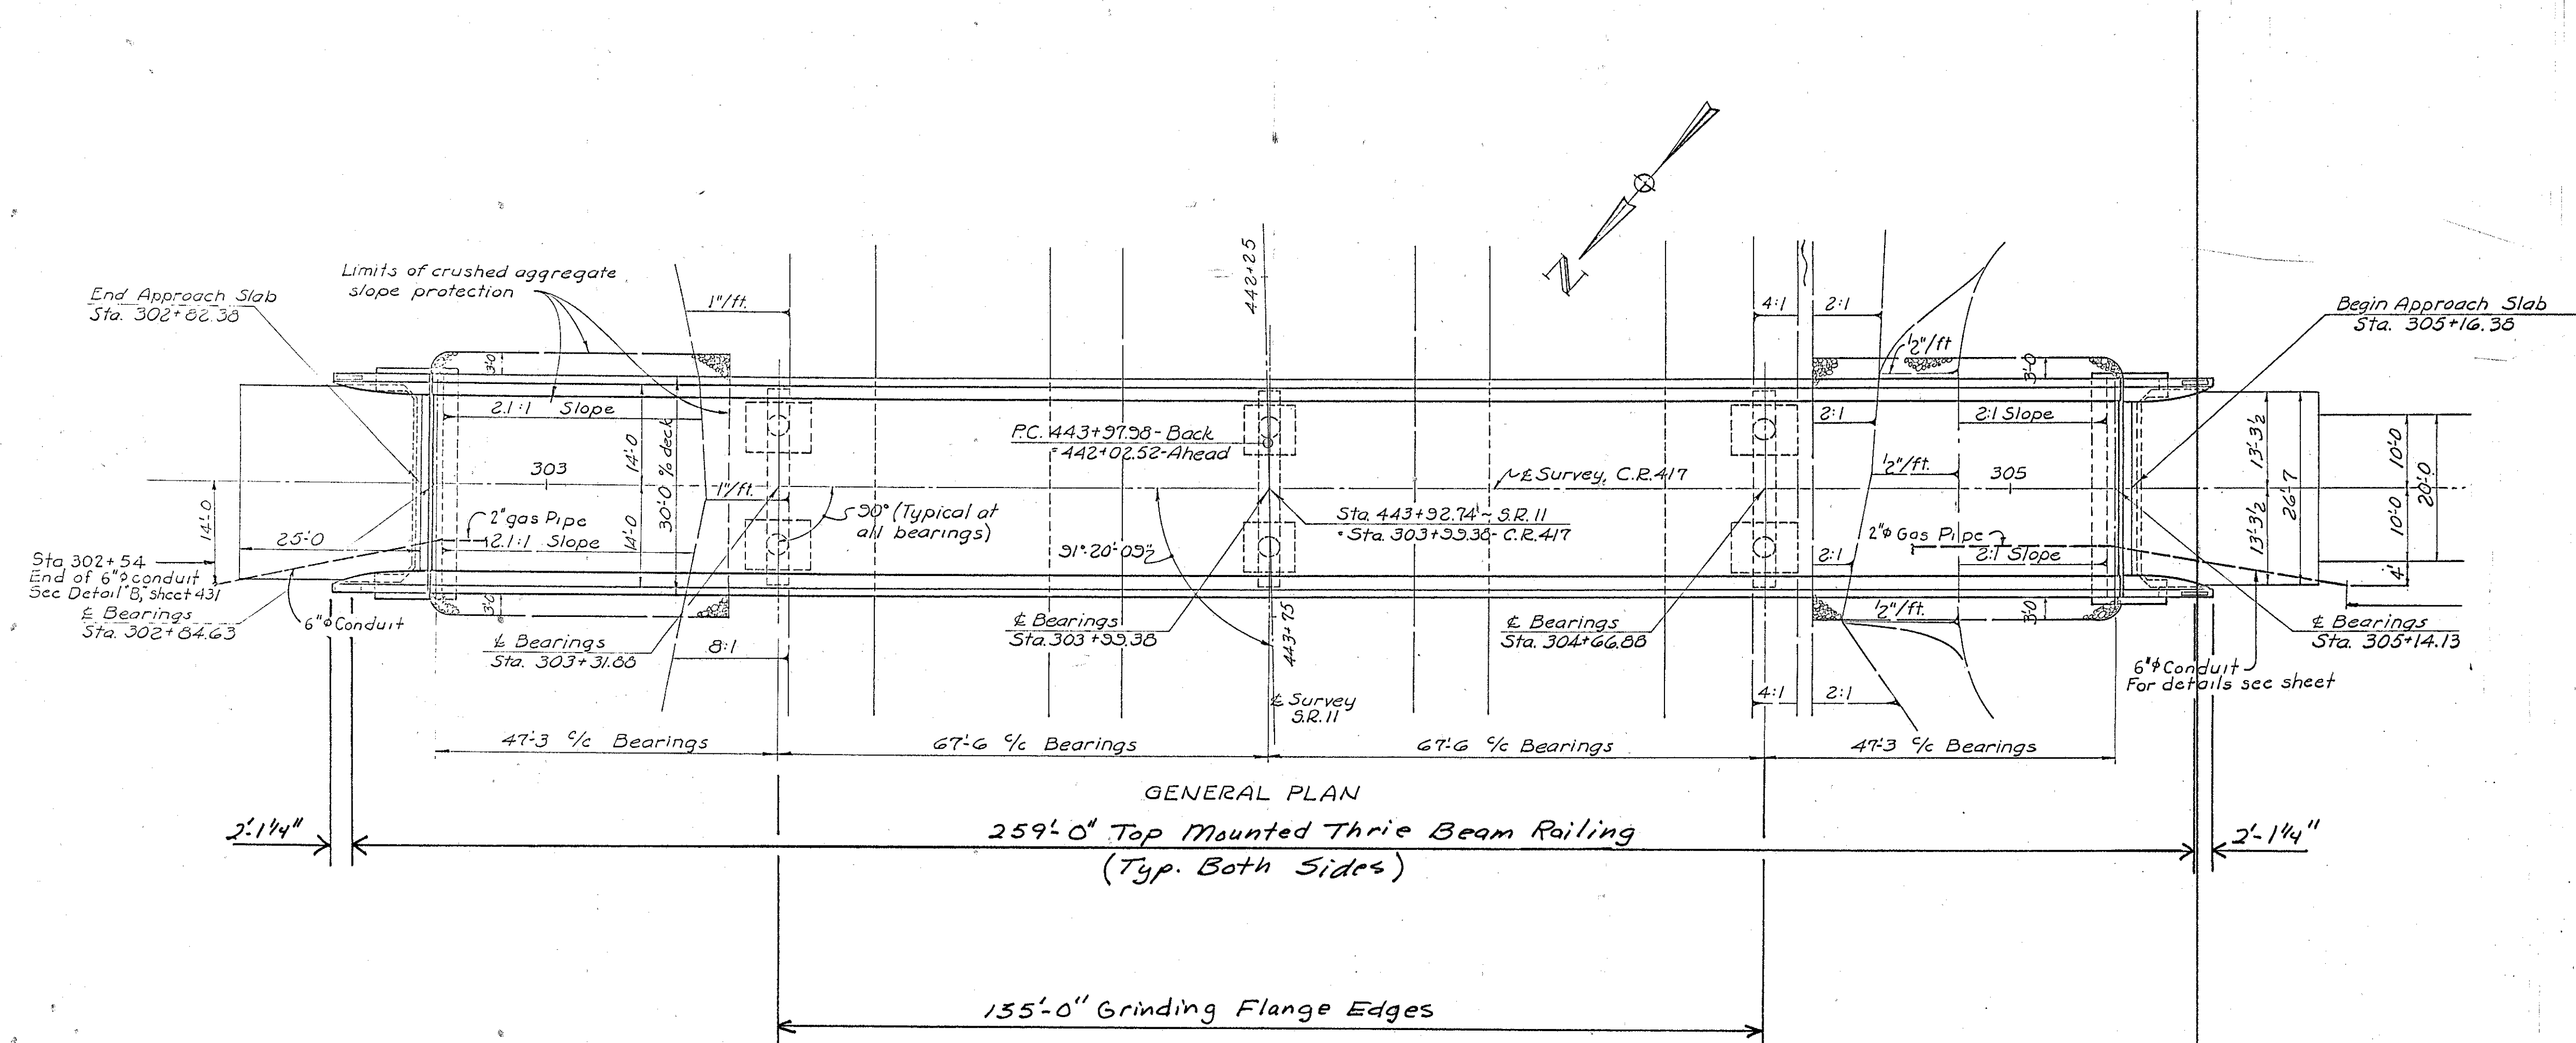 442+25
N
Limits of crushed aggregate
slope protection
End Approach Slab
Sta. 302+82.38
1"/ft.
4:1
2:1
1/2"/ft
Begin Approach Slab
Sta. 305+16.38
3'-0
3'-0
2.1:1 Slope
14'-0
30'-0 % deck
P.C. 443+97.98-Back
=442+02.52-Ahead
2:1
2:1 Slope
13'-3½
26'-7
10'-0
20'-0
303
℄ Survey, C.R. 417
1/2"/ft.
305
1"/ft.
14'-0
25'-0
2" gas Pipe
2.1:1 Slope
14'-0
90° (Typical at
all bearings)
Sta. 443+92.74 - S.R. 11
=Sta. 303+99.38 - C.R. 417
91°-20'-09½"
2"ϕ Gas Pipe
2:1
2:1 Slope
13'-3½
10'-0
4'
Sta 302+54
End of 6"ϕ conduit
See Detail "B," sheet 431
℄ Bearings
Sta. 302+84.63
6"ϕ Conduit
3'-0
℄ Bearings
Sta. 303+31.88
8:1
℄ Bearings
Sta. 303+99.38
443+75
℄ Bearings
Sta. 304+66.88
1/2"/ft.
3'-0
℄ Bearings
Sta. 305+14.13
6"ϕ Conduit
For details see sheet
℄ Survey
S.R. 11
4:1
2:1
47'-3 c/c Bearings
67'-6 c/c Bearings
67'-6 c/c Bearings
47'-3 c/c Bearings
GENERAL PLAN
2'-1¼"
259'-0" Top Mounted Thrie Beam Railing
(Typ. Both Sides)
2'-1¼"
135'-0" Grinding Flange Edges